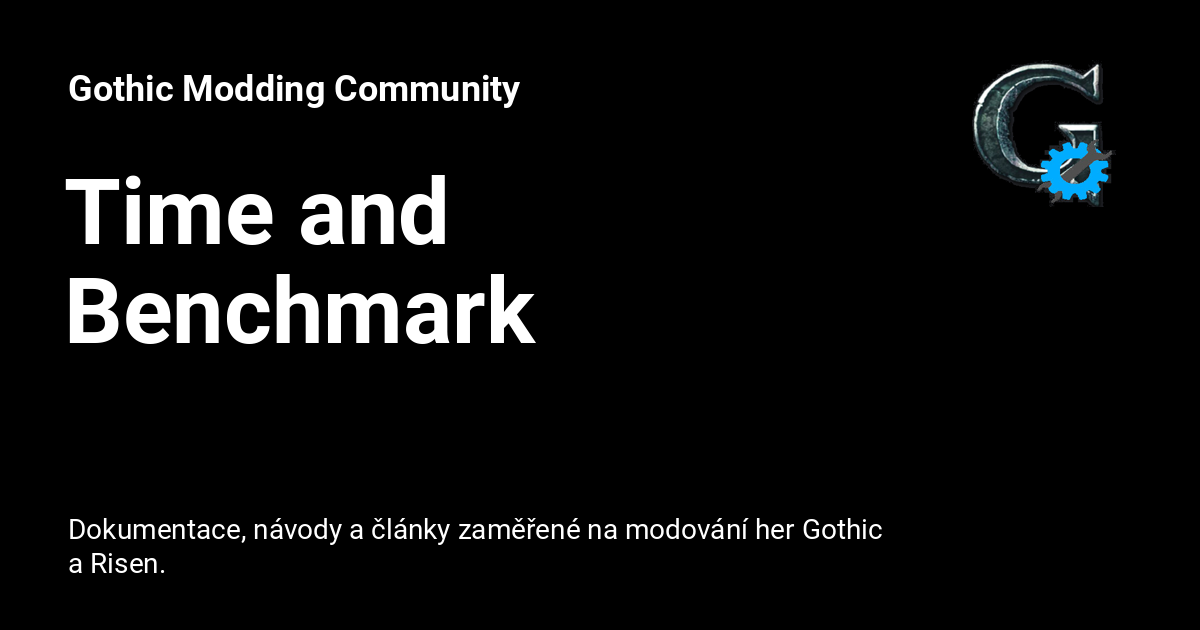 Gothic Modding Community
Time and
Benchmark
Dokumentace, návody a články zaměřené na modování her Gothic
a Risen.